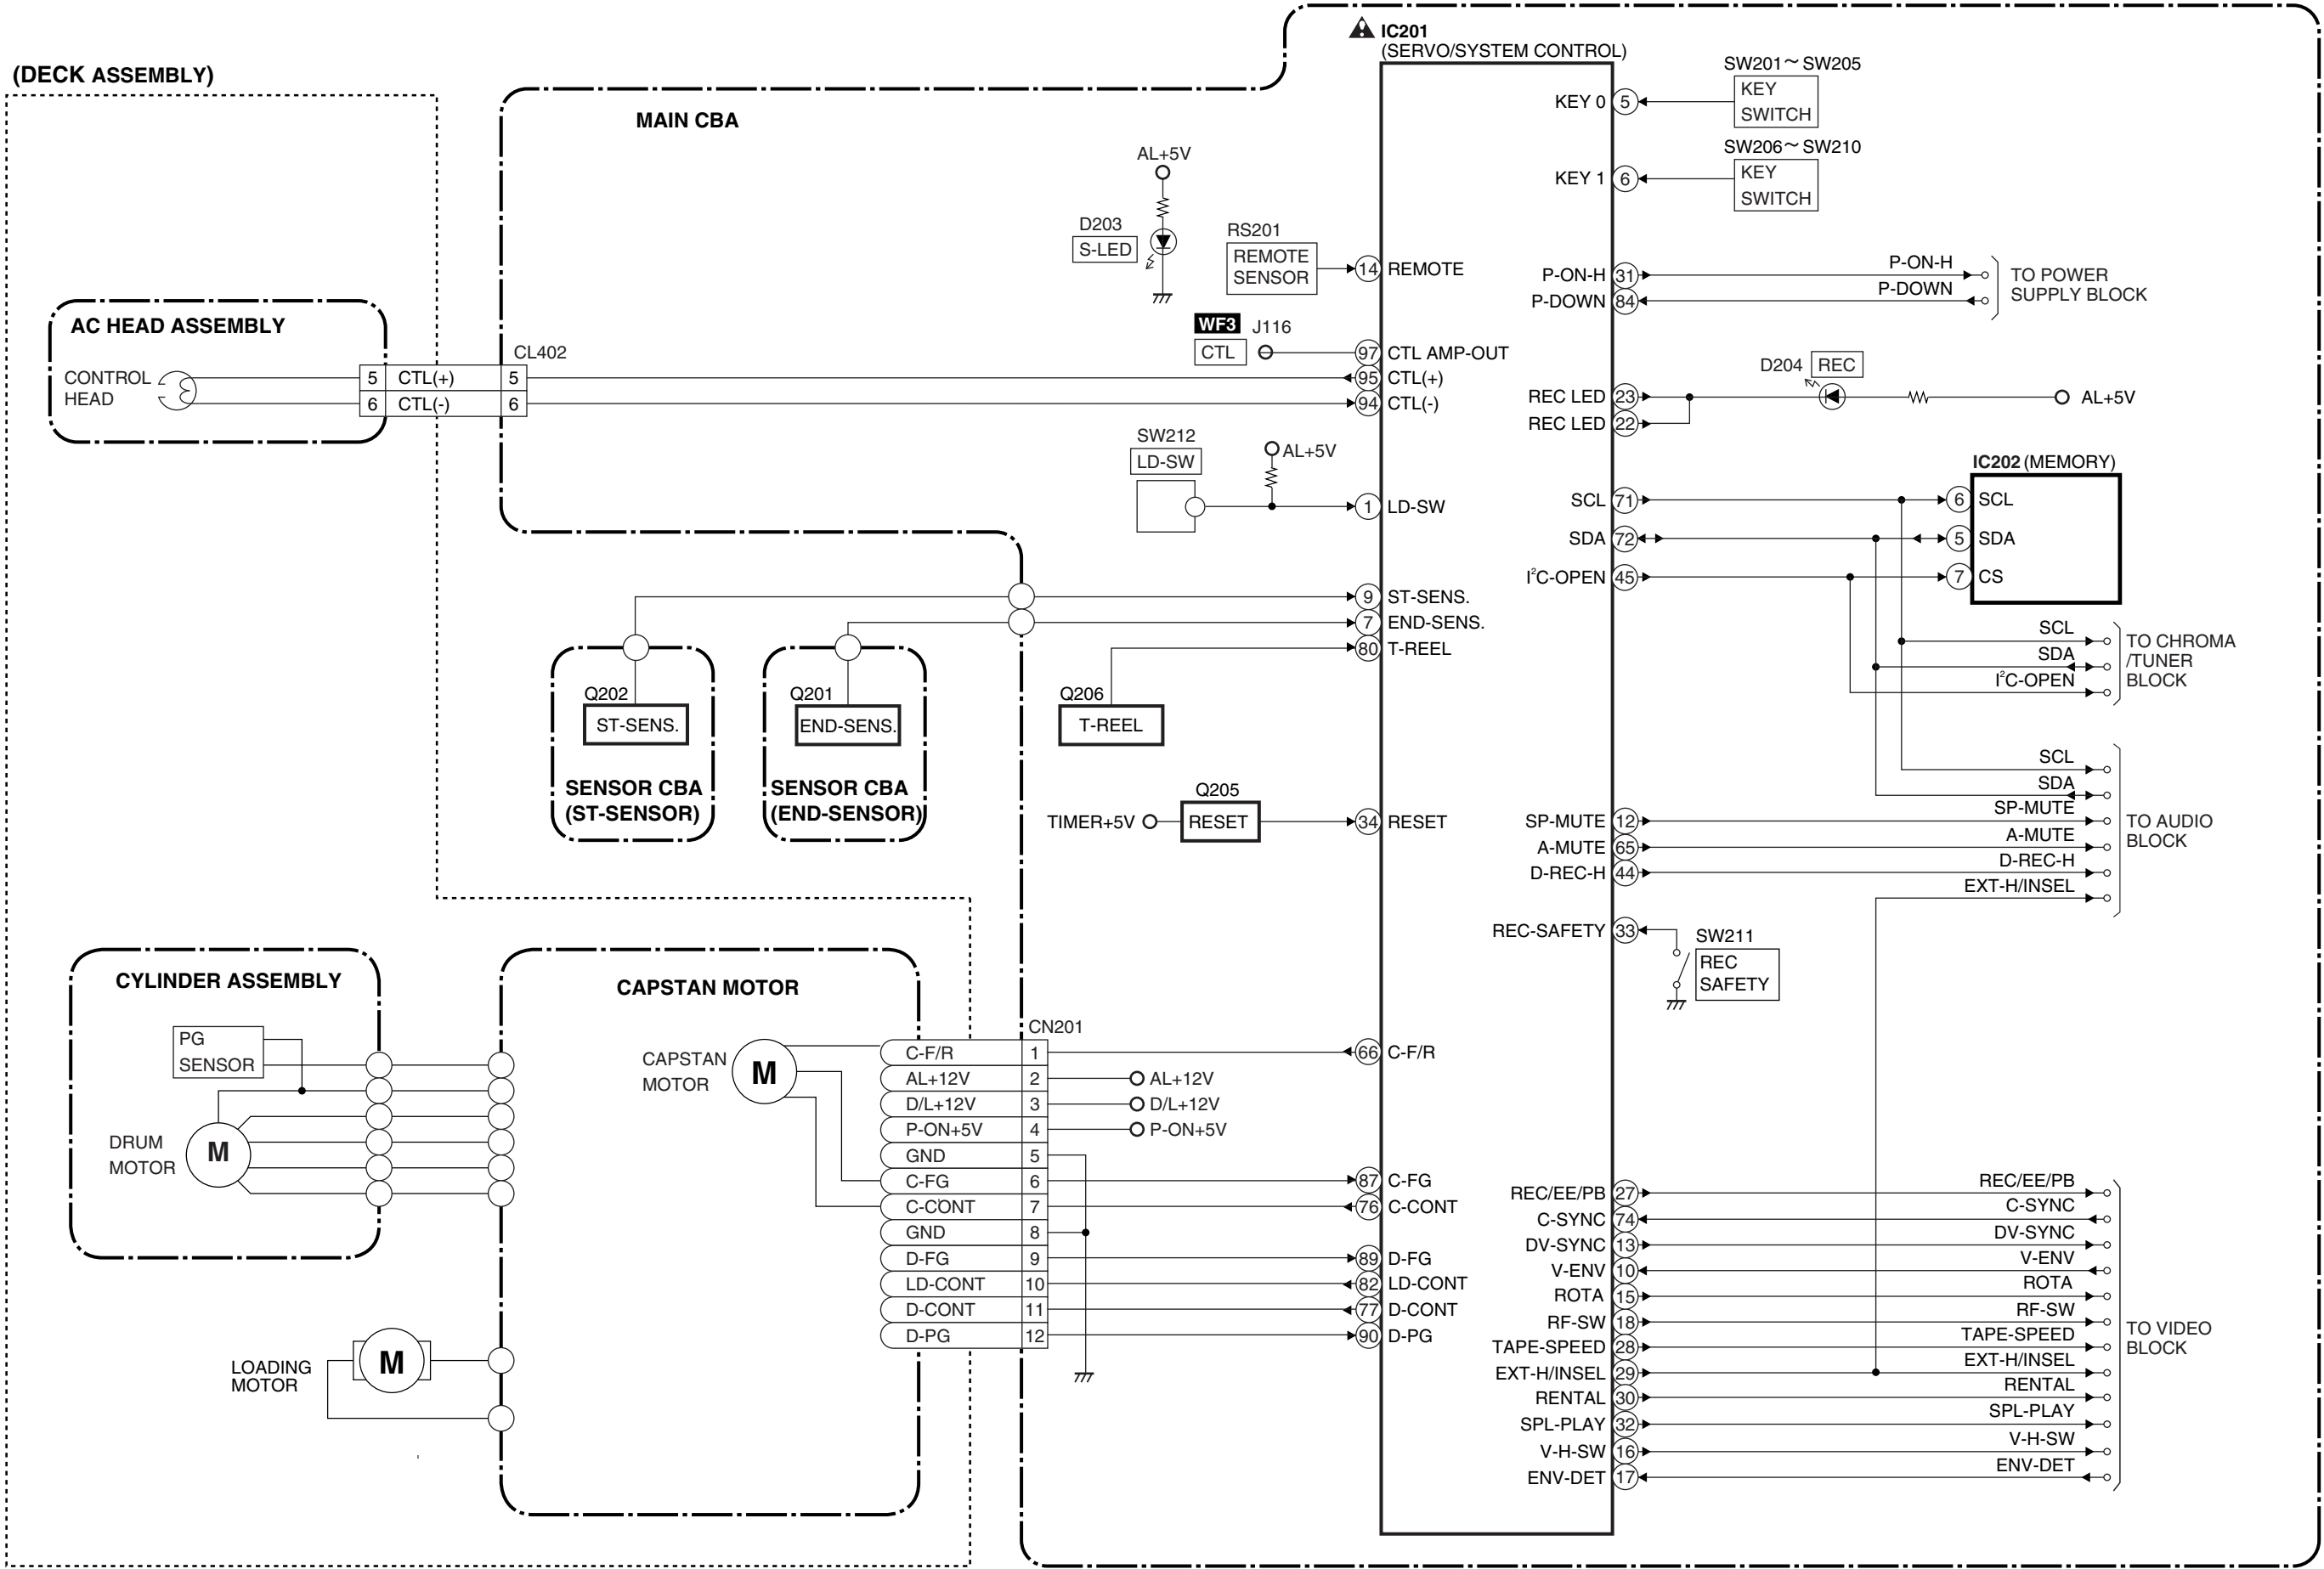 IC201
(SERVO/SYSTEM CONTROL)
(DECK ASSEMBLY)
MAIN CBA
AC HEAD ASSEMBLY
CONTROL
HEAD
5 CTL(+) 5
6 CTL(-) 6
CL402
AL+5V
D203
S-LED
RS201
REMOTE
SENSOR
14 REMOTE
WF3 J116
CTL
97 CTL AMP-OUT
95 CTL(+)
94 CTL(-)
SW212
LD-SW
AL+5V
1 LD-SW
9 ST-SENS.
7 END-SENS.
80 T-REEL
Q202
ST-SENS.
SENSOR CBA
(ST-SENSOR)
Q201
END-SENS.
SENSOR CBA
(END-SENSOR)
Q206
T-REEL
Q205
TIMER+5V
RESET
34 RESET
CYLINDER ASSEMBLY
PG
SENSOR
DRUM
MOTOR
M
LOADING
MOTOR
M
CAPSTAN MOTOR
CAPSTAN
MOTOR
M
CN201
C-F/R 1
AL+12V 2 AL+12V
D/L+12V 3 D/L+12V
P-ON+5V 4 P-ON+5V
GND 5
C-FG 6
C-CONT 7
GND 8
D-FG 9
LD-CONT 10
D-CONT 11
D-PG 12
66 C-F/R
87 C-FG
76 C-CONT
89 D-FG
82 LD-CONT
77 D-CONT
90 D-PG
KEY 0 5
SW201~SW205
KEY
SWITCH
KEY 1 6
SW206~SW210
KEY
SWITCH
P-ON-H 31 P-ON-H
P-DOWN 84 P-DOWN
TO POWER
SUPPLY BLOCK
D204 REC
REC LED 23
AL+5V
REC LED 22
IC202 (MEMORY)
SCL 71 6 SCL
SDA 72 5 SDA
I²C-OPEN 45 7 CS
SCL
SDA
I²C-OPEN
TO CHROMA
/TUNER
BLOCK
SCL
SDA
SP-MUTE 12 SP-MUTE
A-MUTE 65 A-MUTE
D-REC-H 44 D-REC-H
EXT-H/INSEL
TO AUDIO
BLOCK
REC-SAFETY 33
SW211
REC
SAFETY
REC/EE/PB 27 REC/EE/PB
C-SYNC 74 C-SYNC
DV-SYNC 13 DV-SYNC
V-ENV 10 V-ENV
ROTA 15 ROTA
RF-SW 18 RF-SW
TAPE-SPEED 28 TAPE-SPEED
EXT-H/INSEL 29 EXT-H/INSEL
RENTAL 30 RENTAL
SPL-PLAY 32 SPL-PLAY
V-H-SW 16 V-H-SW
ENV-DET 17 ENV-DET
TO VIDEO
BLOCK